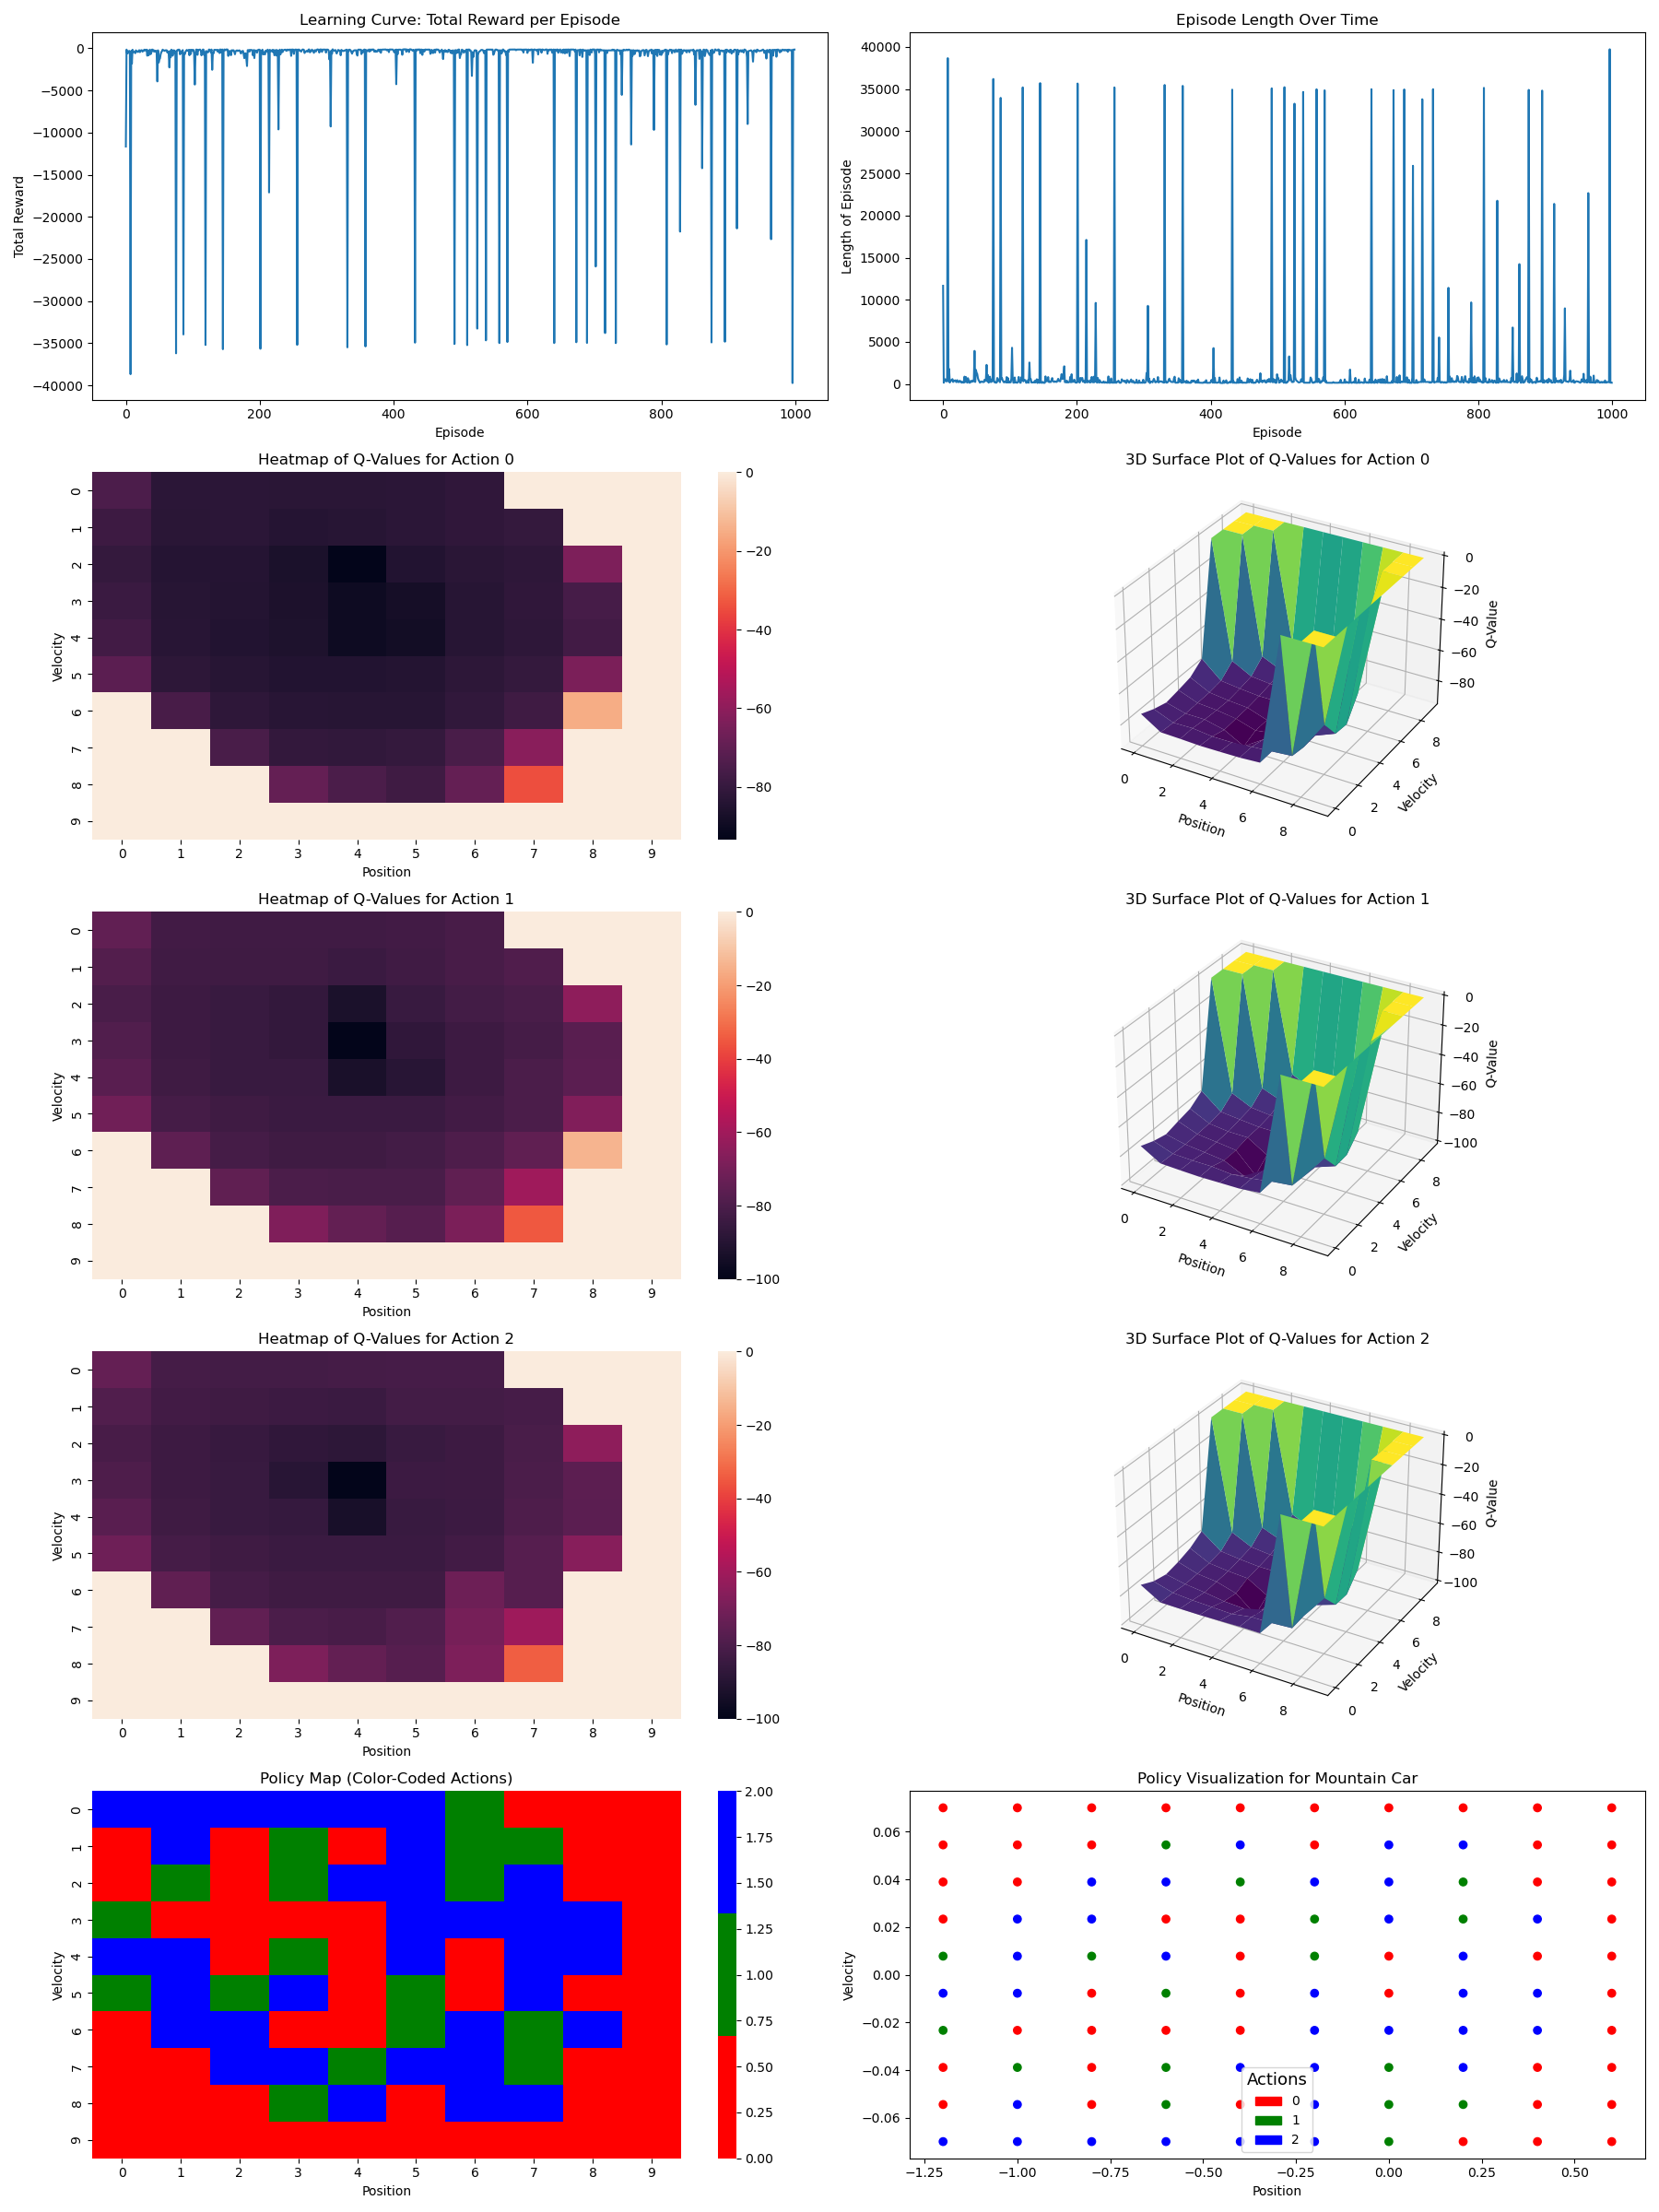 Learning Curve: Total Reward per Episode
Total Reward
0
−5000
−10000
−15000
−20000
−25000
−30000
−35000
−40000
0 200 400 600 800 1000
Episode
Episode Length Over Time
Length of Episode
40000
35000
30000
25000
20000
15000
10000
5000
0
0 200 400 600 800 1000
Episode
Heatmap of Q-Values for Action 0
Velocity
0
1
2
3
4
5
6
7
8
9
0 1 2 3 4 5 6 7 8 9
Position
0
−20
−40
−60
−80
3D Surface Plot of Q-Values for Action 0
0
−20
−40
−60
−80
Q-Value
0 2 4 6 8
Position
0 2 4 6 8
Velocity
Heatmap of Q-Values for Action 1
Velocity
0
1
2
3
4
5
6
7
8
9
0 1 2 3 4 5 6 7 8 9
Position
0
−20
−40
−60
−80
−100
3D Surface Plot of Q-Values for Action 1
0
−20
−40
−60
−80
−100
Q-Value
0 2 4 6 8
Position
0 2 4 6 8
Velocity
Heatmap of Q-Values for Action 2
Velocity
0
1
2
3
4
5
6
7
8
9
0 1 2 3 4 5 6 7 8 9
Position
0
−20
−40
−60
−80
−100
3D Surface Plot of Q-Values for Action 2
0
−20
−40
−60
−80
−100
Q-Value
0 2 4 6 8
Position
0 2 4 6 8
Velocity
Policy Map (Color-Coded Actions)
Velocity
0
1
2
3
4
5
6
7
8
9
0 1 2 3 4 5 6 7 8 9
Position
2.00
1.75
1.50
1.25
1.00
0.75
0.50
0.25
0.00
Policy Visualization for Mountain Car
Velocity
0.06
0.04
0.02
0.00
−0.02
−0.04
−0.06
Actions
0
1
2
−1.25 −1.00 −0.75 −0.50 −0.25 0.00 0.25 0.50
Position